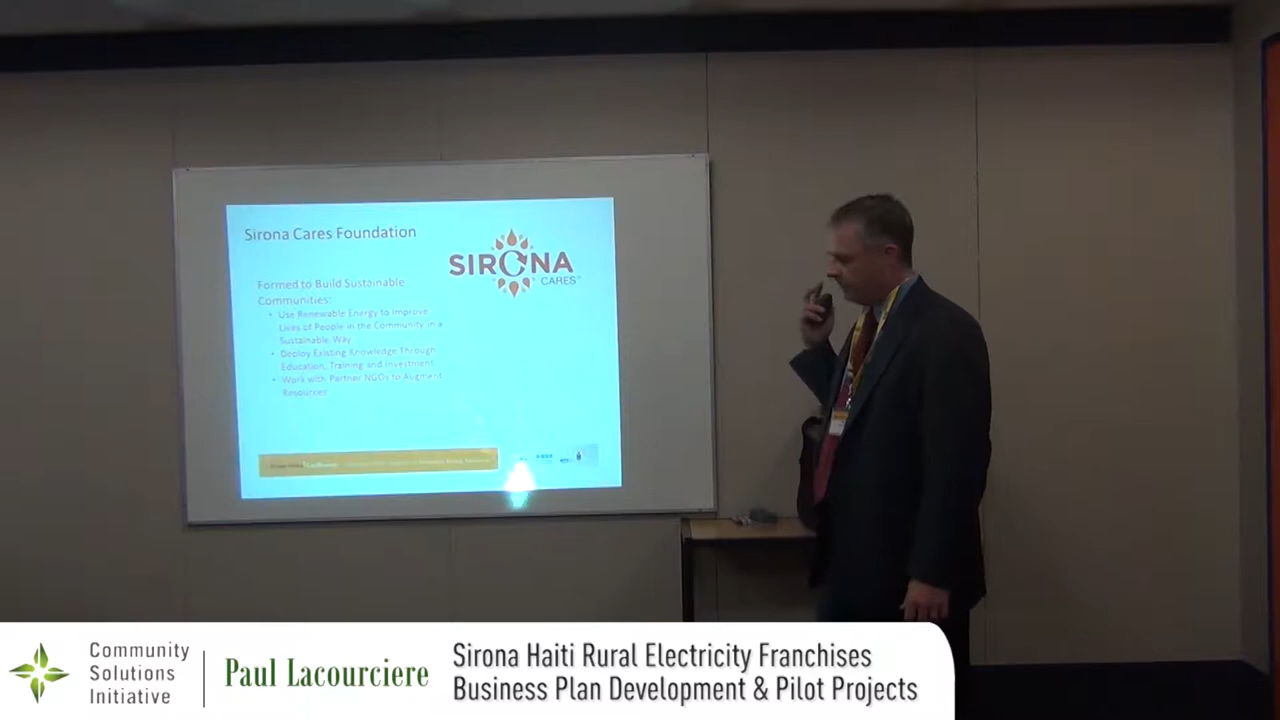 Sirona Cares Foundation
SIRONA
CARES
Formed to Build Sustainable
Communities:
• Use Renewable Energy to Improve
Lives of People in the Community in a
Sustainable Way
• Deploy Existing Knowledge Through
Education, Training and Investment
• Work with Partner NGOs to Augment
Resources
Community
Solutions
Initiative
Paul Lacourciere
Sirona Haiti Rural Electricity Franchises
Business Plan Development & Pilot Projects